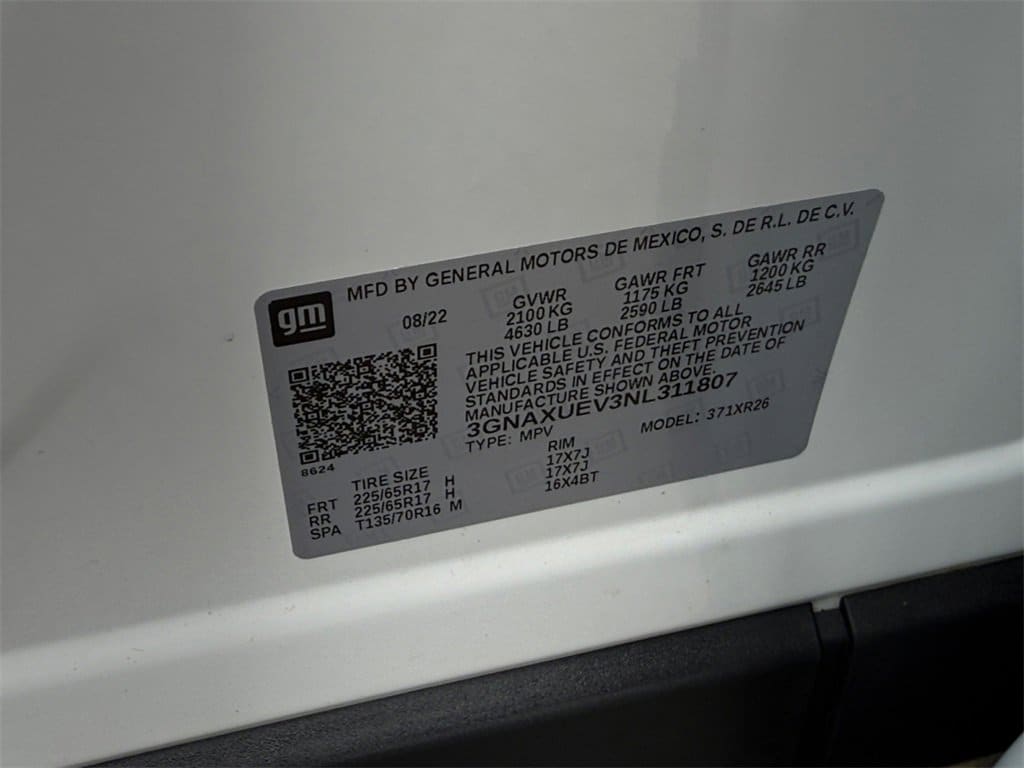 MFD BY GENERAL MOTORS DE MEXICO, S. DE R.L. DE C.V.
gm
08/22
GVWR
2100 KG
4630 LB
GAWR FRT
1175 KG
2590 LB
GAWR RR
1200 KG
2645 LB
THIS VEHICLE CONFORMS TO ALL
APPLICABLE U.S. FEDERAL MOTOR
VEHICLE SAFETY AND THEFT PREVENTION
STANDARDS IN EFFECT ON THE DATE OF
MANUFACTURE SHOWN ABOVE.
3GNAXUEV3NL311807
TYPE: MPV
MODEL: 371XR26
8624
TIRE SIZE RIM
FRT 225/65R17 H 17X7J
RR 225/65R17 H 17X7J
SPA T135/70R16 M 16X4BT